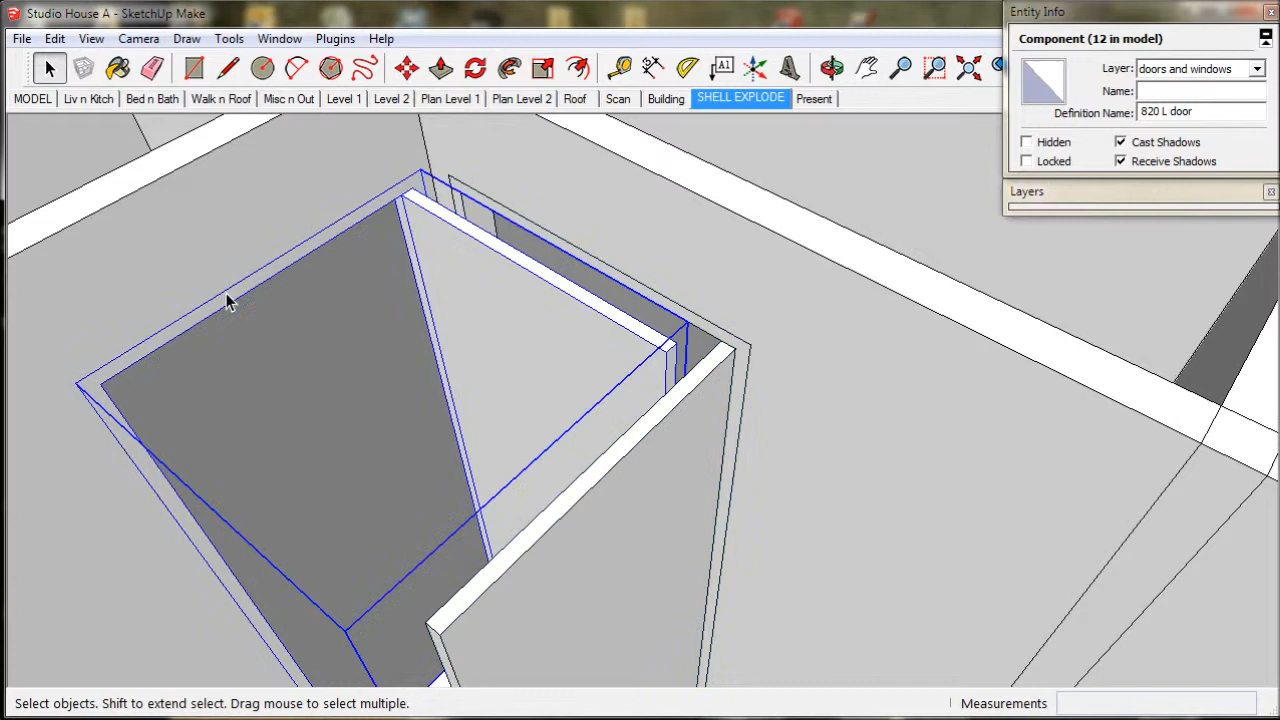 Studio House A - SketchUp Make
File Edit View Camera Draw Tools Window Plugins Help
A1
MODEL Liv n Kitch Bed n Bath Walk n Roof Misc n Out Level 1 Level 2 Plan Level 1 Plan Level 2 Roof Scan Building SHELL EXPLODE Present
Entity Info
Component (12 in model)
Layer: doors and windows
Name:
Definition Name: 820 L door
Hidden Cast Shadows
Locked Receive Shadows
Layers
Select objects. Shift to extend select. Drag mouse to select multiple. Measurements